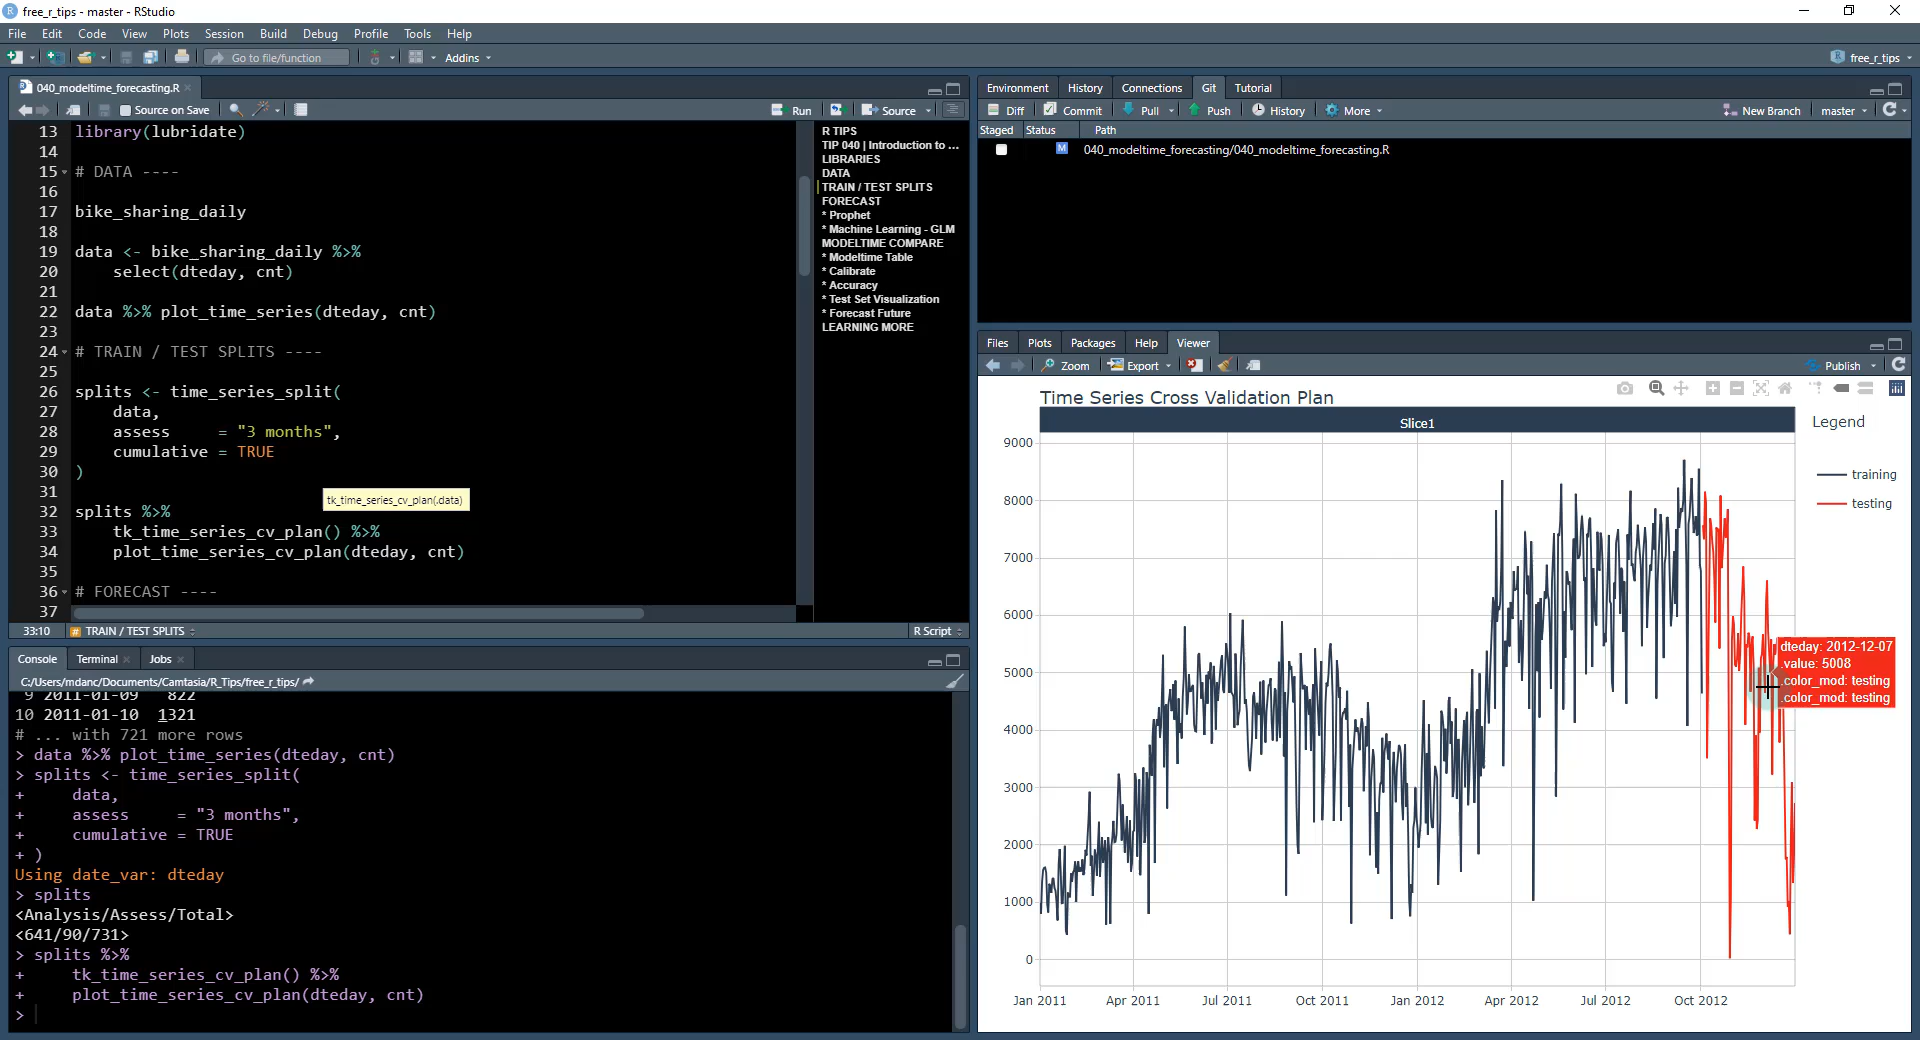 free_r_tips - master - RStudio
File Edit Code View Plots Session Build Debug Profile Tools Help
Go to file/function Addins free_r_tips
040_modeltime_forecasting.R
Source on Save Run Source
13 library(lubridate)
14
15 # DATA ----
16
17 bike_sharing_daily
18
19 data <- bike_sharing_daily %>%
20 select(dteday, cnt)
21
22 data %>% plot_time_series(dteday, cnt)
23
24 # TRAIN / TEST SPLITS ----
25
26 splits <- time_series_split(
27 data,
28 assess = "3 months",
29 cumulative = TRUE
30 )
31
tk_time_series_cv_plan(.data)
32 splits %>%
33 tk_time_series_cv_plan() %>%
34 plot_time_series_cv_plan(dteday, cnt)
35
36 # FORECAST ----
37
33:10 # TRAIN / TEST SPLITS R Script
R TIPS
TIP 040 | Introduction to ...
LIBRARIES
DATA
TRAIN / TEST SPLITS
FORECAST
* Prophet
* Machine Learning - GLM
MODELTIME COMPARE
* Modeltime Table
* Calibrate
* Accuracy
* Test Set Visualization
* Forecast Future
LEARNING MORE
Console Terminal Jobs
C:/Users/mdanc/Documents/Camtasia/R_Tips/free_r_tips/
9 2011-01-09 822
10 2011-01-10 1321
# ... with 721 more rows
> data %>% plot_time_series(dteday, cnt)
> splits <- time_series_split(
+ data,
+ assess = "3 months",
+ cumulative = TRUE
+ )
Using date_var: dteday
> splits
<Analysis/Assess/Total>
<641/90/731>
> splits %>%
+ tk_time_series_cv_plan() %>%
+ plot_time_series_cv_plan(dteday, cnt)
>
Environment History Connections Git Tutorial
Diff Commit Pull Push History More New Branch master
Staged Status Path
M 040_modeltime_forecasting/040_modeltime_forecasting.R
Files Plots Packages Help Viewer
Zoom Export Publish
Time Series Cross Validation Plan
Slice1
Legend
training
testing
9000
8000
7000
6000
5000
4000
3000
2000
1000
0
dteday: 2012-12-07
.value: 5008
.color_mod: testing
.color_mod: testing
Jan 2011 Apr 2011 Jul 2011 Oct 2011 Jan 2012 Apr 2012 Jul 2012 Oct 2012